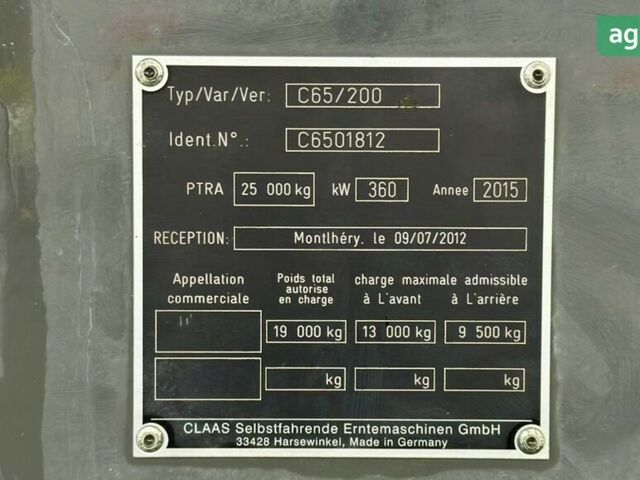 ag
Typ/Var/Ver: C65/200
Ident.N°.: C6501812
PTRA 25 000 kg kW 360 Annee 2015
RECEPTION: Montlhéry. le 09/07/2012
Appellation commerciale
Poids total autorise en charge
charge maximale admissible
à L'avant à L'arrière
19 000 kg 13 000 kg 9 500 kg
kg kg kg
CLAAS Selbstfahrende Erntemaschinen GmbH
33428 Harsewinkel, Made in Germany